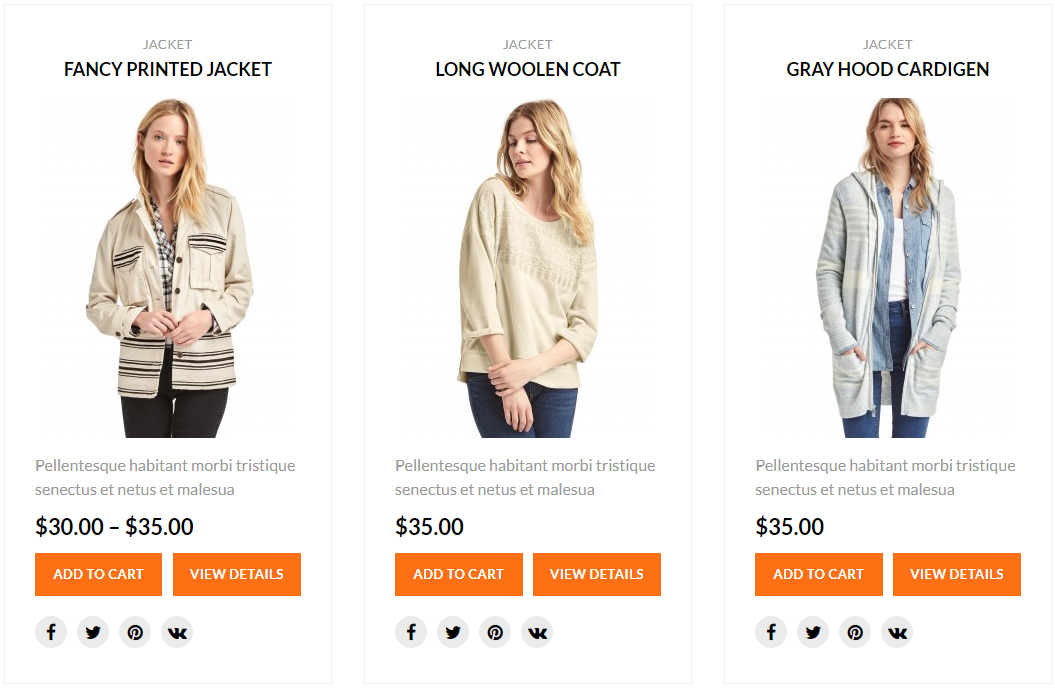 JACKET
FANCY PRINTED JACKET
Pellentesque habitant morbi tristique
senectus et netus et malesua
$30.00 – $35.00
ADD TO CART
VIEW DETAILS
JACKET
LONG WOOLEN COAT
Pellentesque habitant morbi tristique
senectus et netus et malesua
$35.00
ADD TO CART
VIEW DETAILS
JACKET
GRAY HOOD CARDIGEN
Pellentesque habitant morbi tristique
senectus et netus et malesua
$35.00
ADD TO CART
VIEW DETAILS